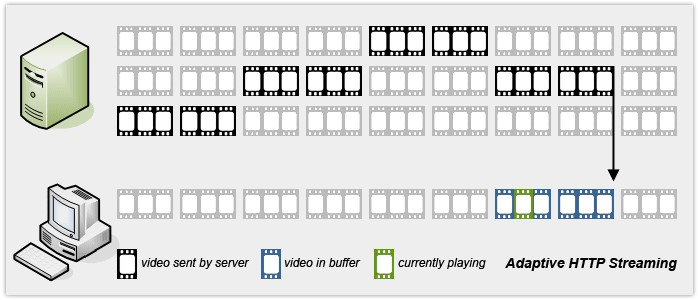 video sent by server
video in buffer
currently playing
Adaptive HTTP Streaming